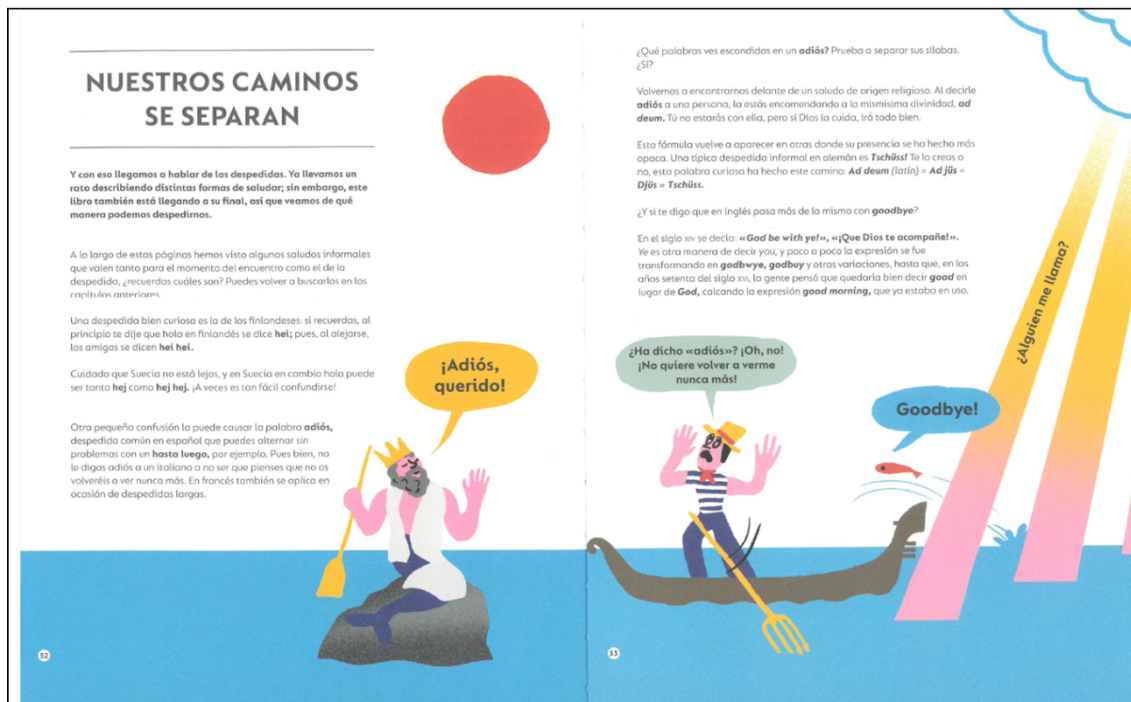 NUESTROS CAMINOS
SE SEPARAN
Y con eso llegamos a hablar de las despedidas. Ya llevamos un
rato describiendo distintas formas de saludar; sin embargo, este
libro también está llegando a su final, así que veamos de qué
manera podemos despedirnos.
A lo largo de estas páginas hemos visto algunos saludos informales
que valen tanto para el momento del encuentro como el de la
despedida, ¿recuerdas cuáles son? Puedes volver a buscarlos en los
capítulos anteriores.
Una despedida bien curiosa es la de los finlandeses: si recuerdas, al
principio te dije que hola en finlandés se dice hei; pues, al alejarse,
los amigos se dicen hei hei.
Cuidado que Suecia no está lejos, y en Suecia en cambio hola puede
ser tanto hej como hej hej. ¡A veces es tan fácil confundirse!
Otra pequeña confusión la puede causar la palabra adiós,
despedida común en español que puedes alternar sin
problemas con un hasta luego, por ejemplo. Pues bien, no
le digas adiós a un italiano a no ser que pienses que no os
volveréis a ver nunca más. En francés también se aplica en
ocasión de despedidas largas.
¡Adiós,
querido!
52
¿Qué palabras ves escondidas en un adiós? Prueba a separar sus sílabas.
¿Sí?
Volvemos a encontrarnos delante de un saludo de origen religioso. Al decirle
adiós a una persona, la estás encomendando a la mismísima divinidad, ad
deum. Tú no estarás con ella, pero si Dios la cuida, irá todo bien.
Esta fórmula vuelve a aparecer en otras donde su presencia se ha hecho más
opaca. Una típica despedida informal en alemán es Tschüss! Te lo creas o
no, esta palabra curiosa ha hecho este camino: Ad deum (latín) = Ad jüs =
Djüs = Tschüss.
¿Y si te digo que en inglés pasa más de lo mismo con goodbye?
En el siglo XIV se decía: «God be with ye!», «¡Que Dios te acompañe!».
Ye es otra manera de decir you, y poco a poco la expresión se fue
transformando en godbwye, godbuy y otras variaciones, hasta que, en los
años setenta del siglo XVI, la gente pensó que quedaría bien decir good en
lugar de God, calcando la expresión good morning, que ya estaba en uso.
¿Ha dicho «adiós»? ¡Oh, no!
¡No quiere volver a verme
nunca más!
Goodbye!
¿Alguien me llama?
53